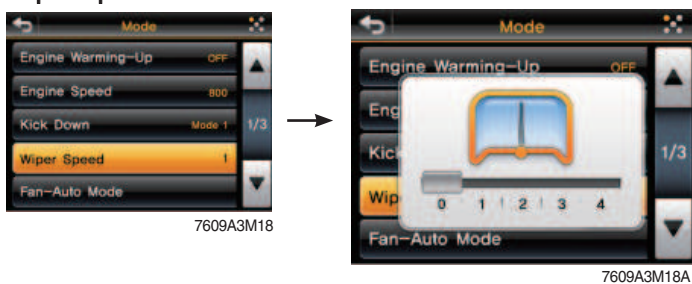 Mode
Engine Warming-Up OFF
Engine Speed 800
Kick Down Mode 1
1/3
Wiper Speed 1
Fan-Auto Mode
7609A3M18
Mode
Engine Warming-Up OFF
Eng
Kic
1/3
Wip
0 1 2 3 4
Fan-Auto Mode
7609A3M18A